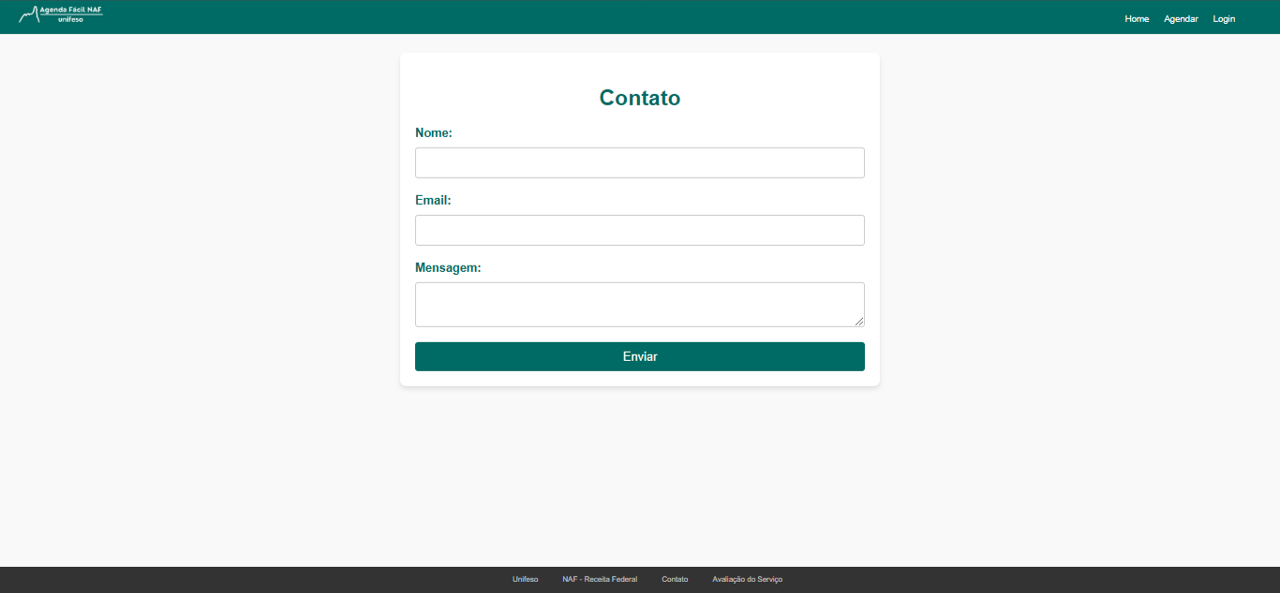 Agenda Fácil NAF
unifeso
Home Agendar Login
Contato
Nome:
Email:
Mensagem:
Enviar
Unifeso NAF - Receita Federal Contato Avaliação do Serviço